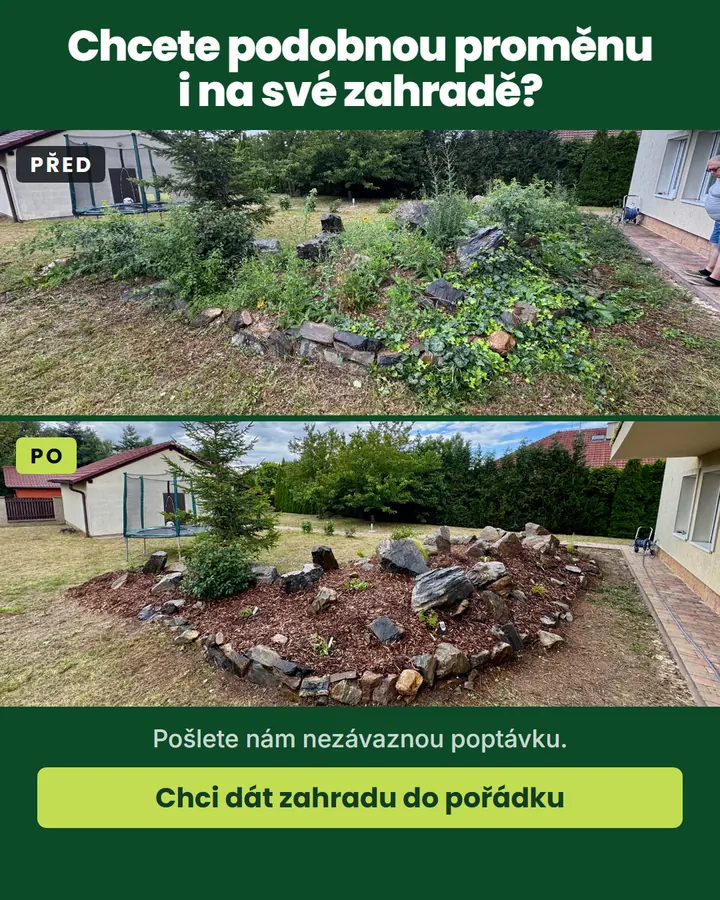 Chcete podobnou proměnu
i na své zahradě?
PŘED
PO
Pošlete nám nezávaznou poptávku.
Chci dát zahradu do pořádku